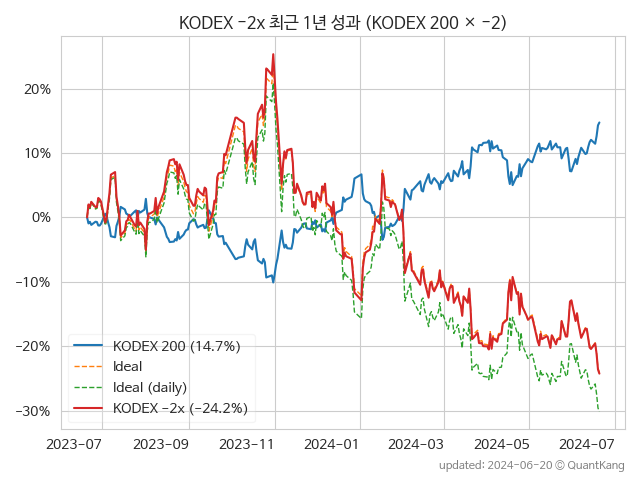 KODEX −2x 최근 1년 성과 (KODEX 200 × −2)
20%
10%
0%
−10%
−20%
−30%
KODEX 200 (14.7%)
Ideal
Ideal (daily)
KODEX −2x (−24.2%)
2023-07 2023-09 2023-11 2024-01 2024-03 2024-05 2024-07
updated: 2024-06-20 © QuantKang